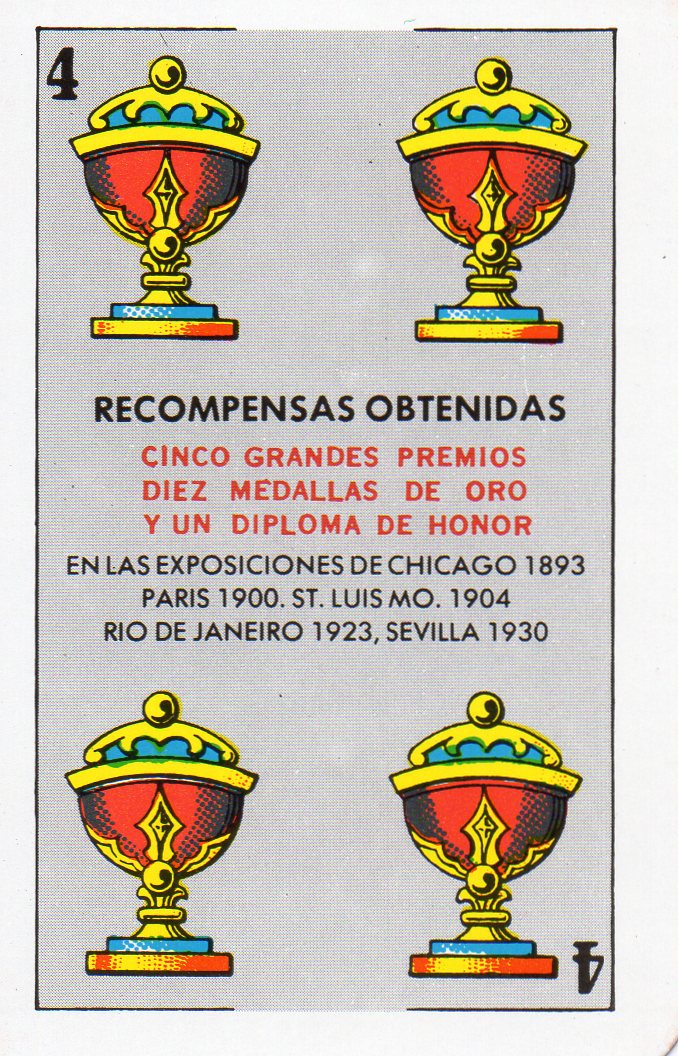 4
RECOMPENSAS OBTENIDAS
CINCO GRANDES PREMIOS
DIEZ MEDALLAS DE ORO
Y UN DIPLOMA DE HONOR
EN LAS EXPOSICIONES DE CHICAGO 1893
PARIS 1900. ST. LUIS MO. 1904
RIO DE JANEIRO 1923, SEVILLA 1930
4